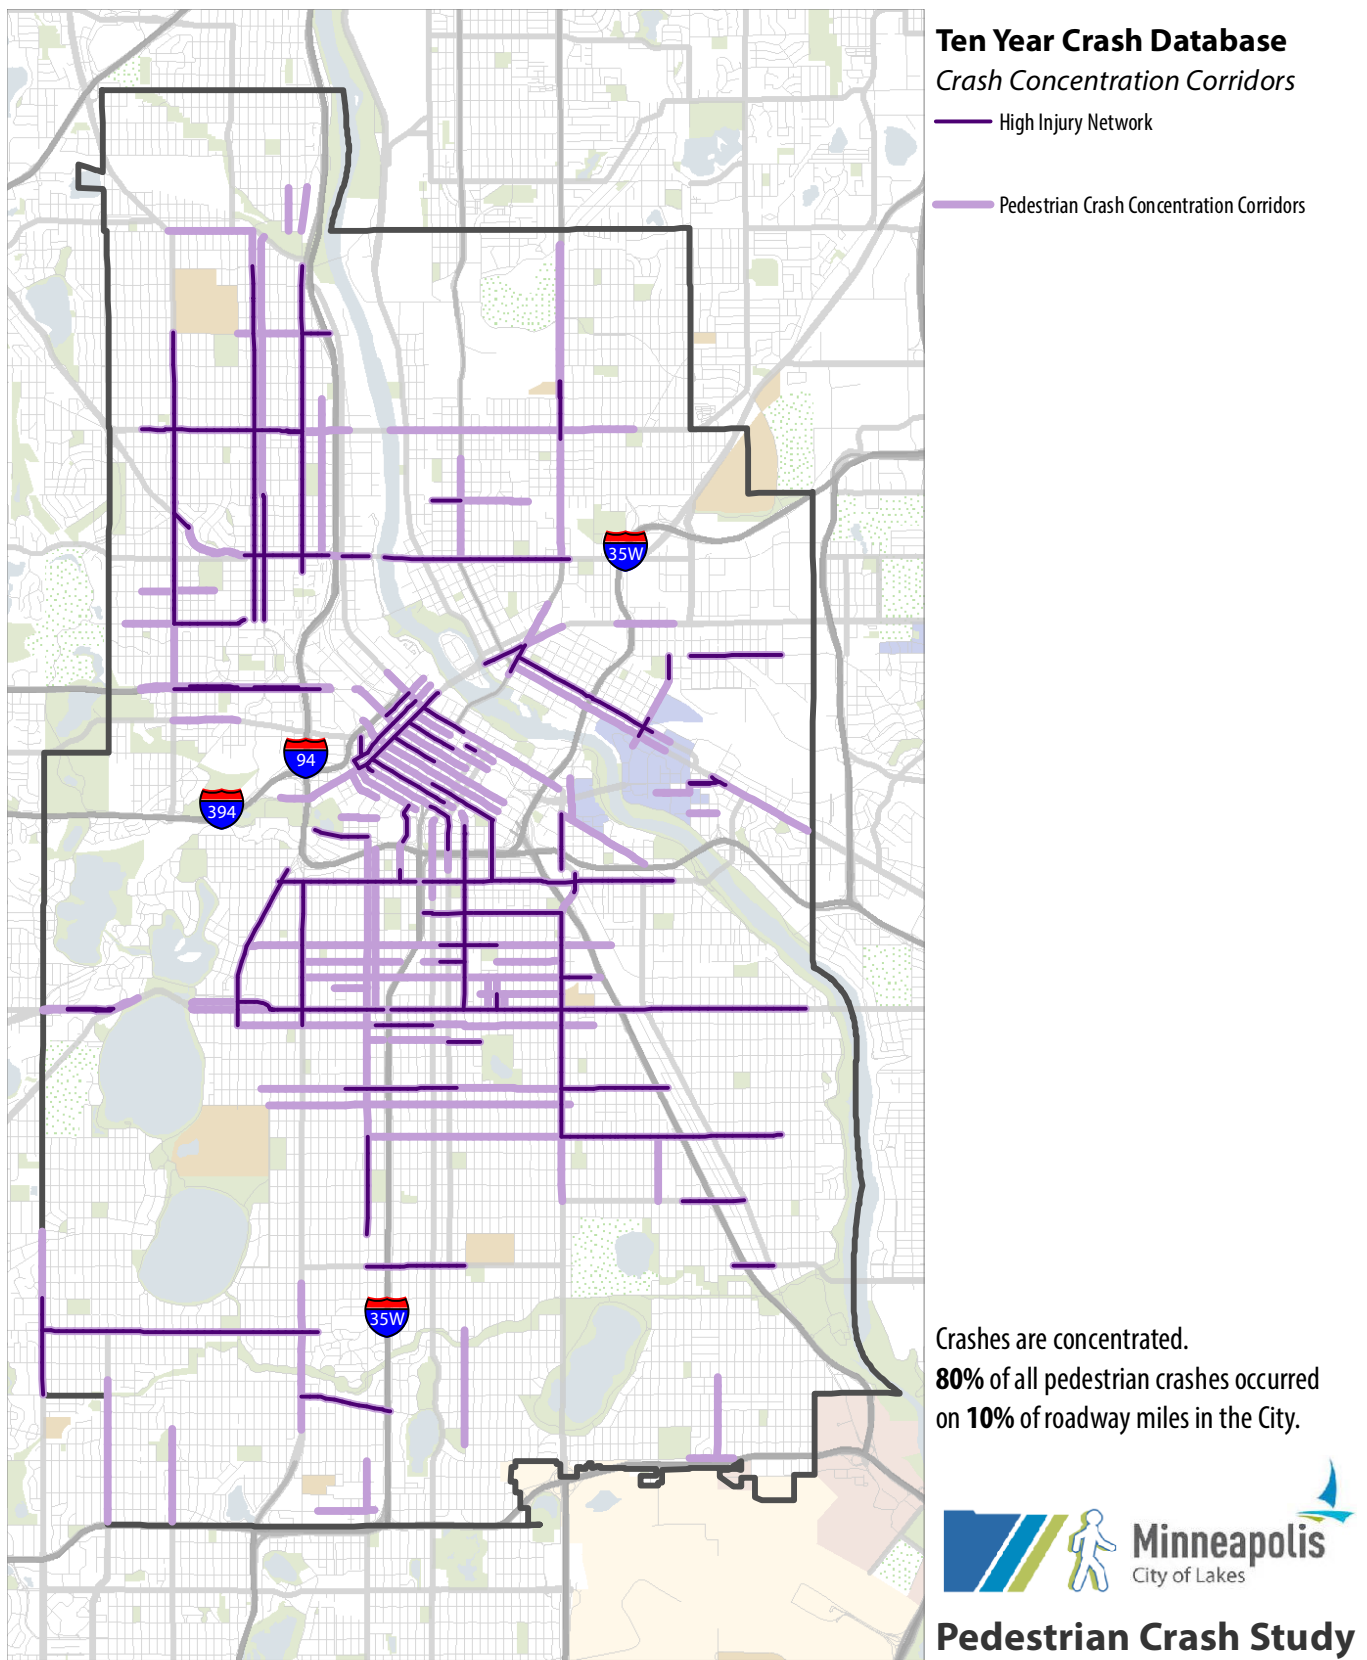 Ten Year Crash Database
Crash Concentration Corridors
High Injury Network
Pedestrian Crash Concentration Corridors
35W
94
394
35W
Crashes are concentrated.
80% of all pedestrian crashes occurred
on 10% of roadway miles in the City.
Minneapolis
City of Lakes
Pedestrian Crash Study